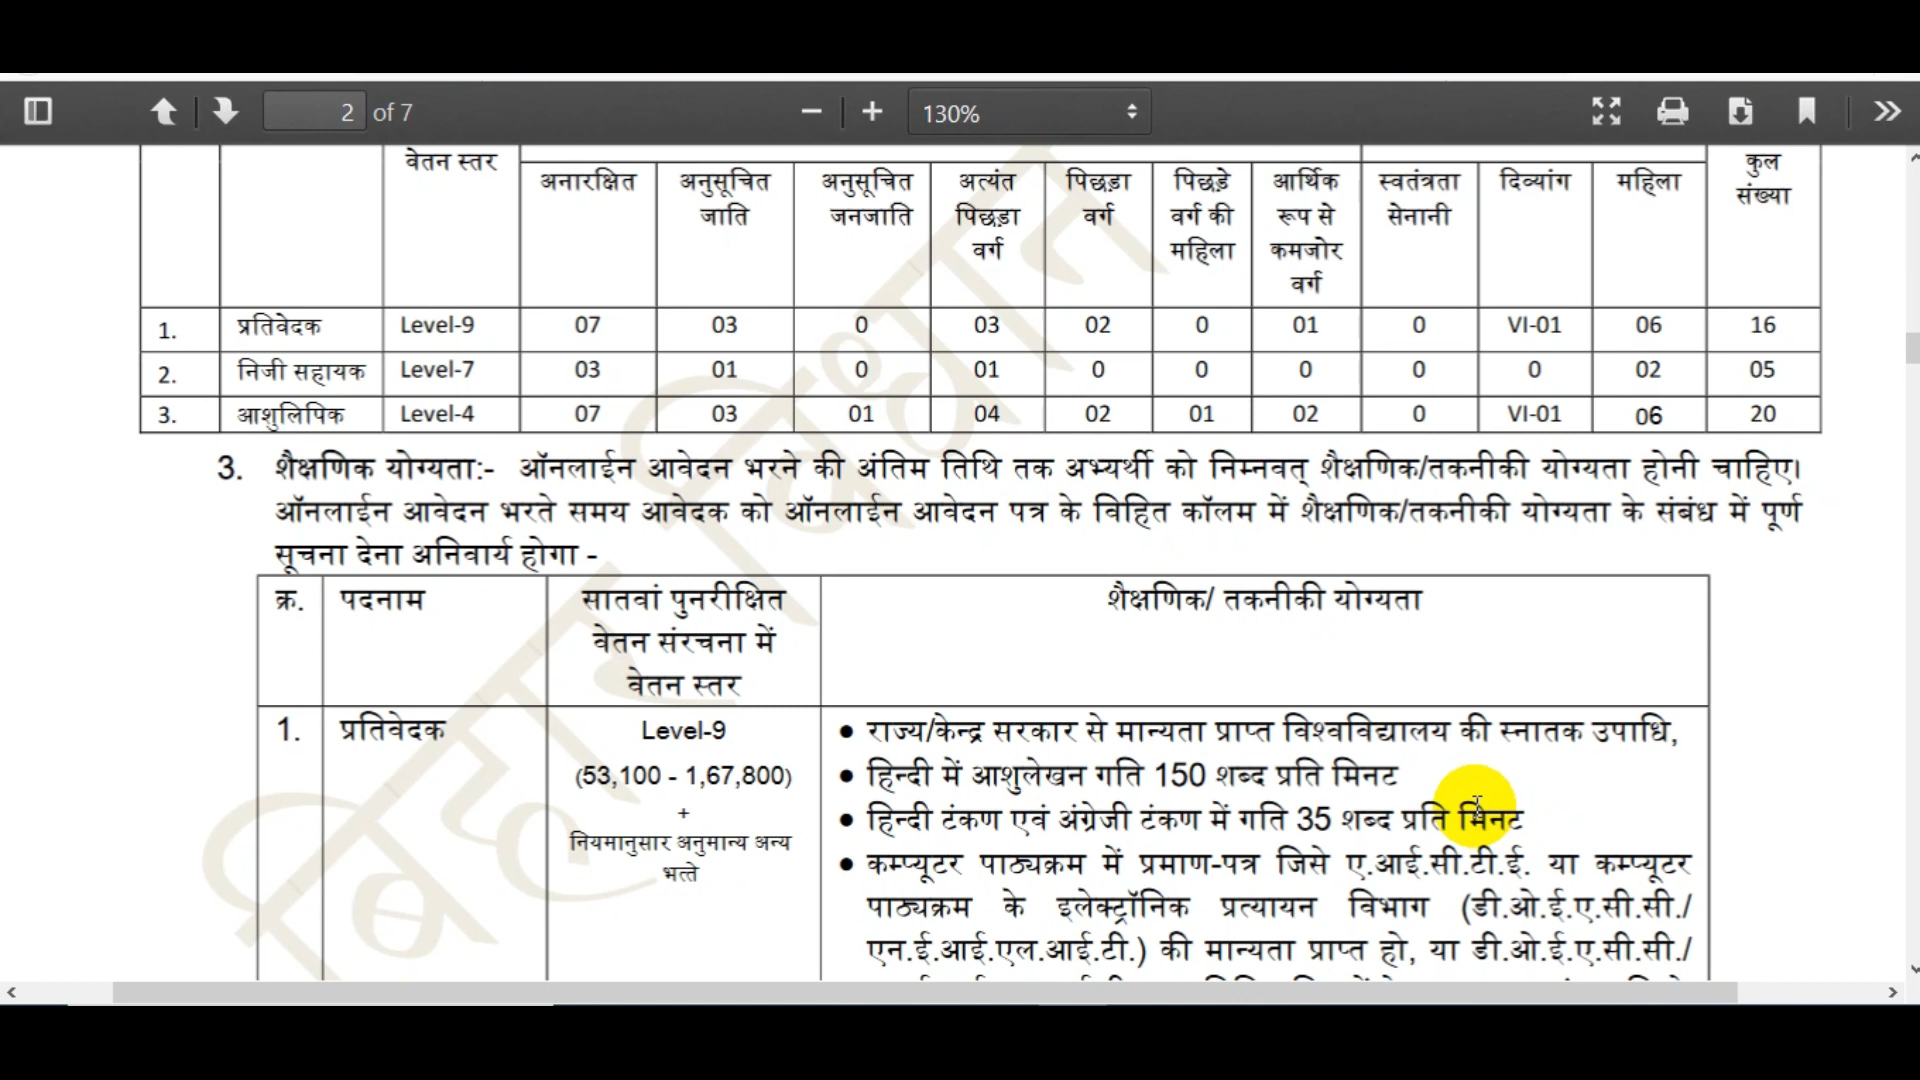 2 of 7 130%
वेतन स्तर कुल संख्या
अनारक्षित अनुसूचित जाति अनुसूचित जनजाति अत्यंत पिछड़ा वर्ग पिछड़ा वर्ग पिछड़े वर्ग की महिला आर्थिक रूप से कमजोर वर्ग स्वतंत्रता सेनानी दिव्यांग महिला
1. प्रतिवेदक Level-9 07 03 0 03 02 0 01 0 VI-01 06 16
2. निजी सहायक Level-7 03 01 0 01 0 0 0 0 0 02 05
3. आशुलिपिक Level-4 07 03 01 04 02 01 02 0 VI-01 06 20
3. शैक्षणिक योग्यता:- ऑनलाईन आवेदन भरने की अंतिम तिथि तक अभ्यर्थी को निम्नवत् शैक्षणिक/तकनीकी योग्यता होनी चाहिए।
ऑनलाईन आवेदन भरते समय आवेदक को ऑनलाईन आवेदन पत्र के विहित कॉलम में शैक्षणिक/तकनीकी योग्यता के संबंध में पूर्ण
सूचना देना अनिवार्य होगा -
क्र. पदनाम सातवां पुनरीक्षित वेतन संरचना में वेतन स्तर शैक्षणिक/ तकनीकी योग्यता
1. प्रतिवेदक Level-9
(53,100 - 1,67,800)
+
नियमानुसार अनुमान्य अन्य
भत्ते
• राज्य/केन्द्र सरकार से मान्यता प्राप्त विश्वविद्यालय की स्नातक उपाधि,
• हिन्दी में आशुलेखन गति 150 शब्द प्रति मिनट
• हिन्दी टंकण एवं अंग्रेजी टंकण में गति 35 शब्द प्रति मिनट
• कम्प्यूटर पाठ्यक्रम में प्रमाण-पत्र जिसे ए.आई.सी.टी.ई. या कम्प्यूटर
पाठ्यक्रम के इलेक्ट्रॉनिक प्रत्यायन विभाग (डी.ओ.ई.ए.सी.सी./
एन.ई.आई.एल.आई.टी.) की मान्यता प्राप्त हो, या डी.ओ.ई.ए.सी.सी./
बिहार विधान